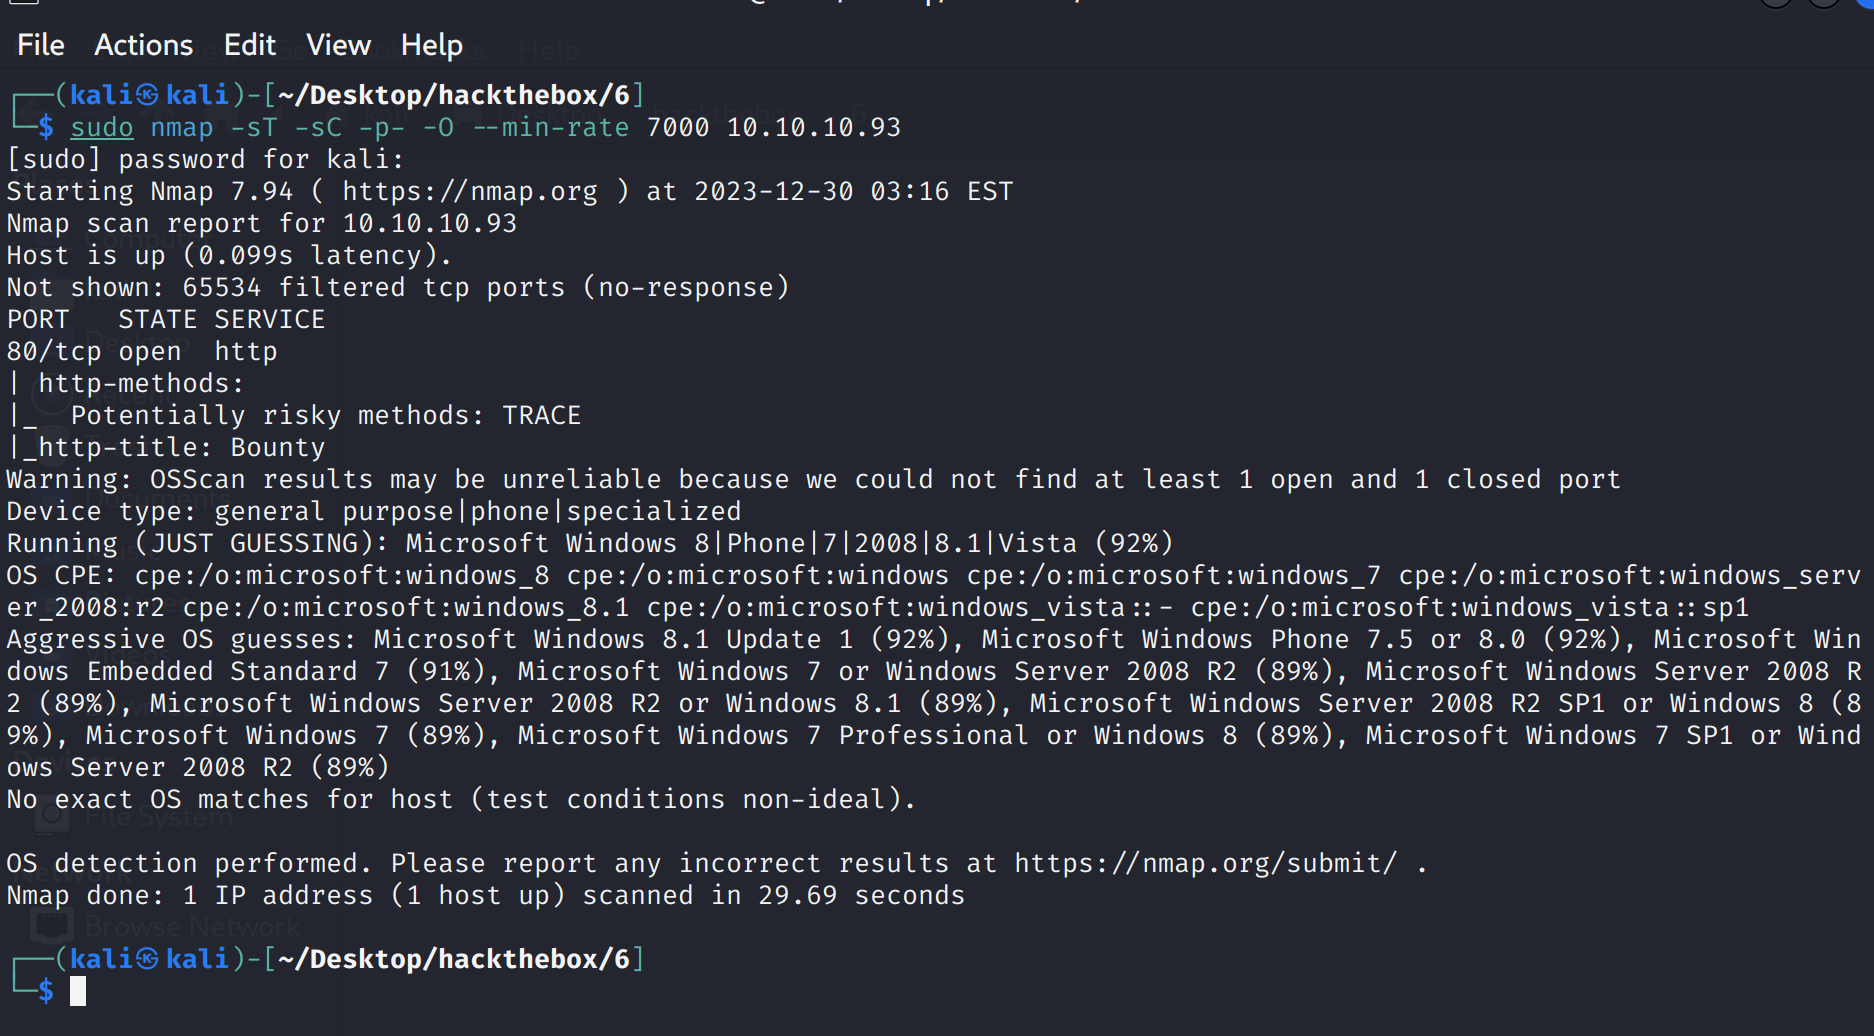 File Actions Edit View Help
┌──(kali㉿kali)-[~/Desktop/hackthebox/6]
└─$ sudo nmap -sT -sC -p- -O --min-rate 7000 10.10.10.93
[sudo] password for kali:
Starting Nmap 7.94 ( https://nmap.org ) at 2023-12-30 03:16 EST
Nmap scan report for 10.10.10.93
Host is up (0.099s latency).
Not shown: 65534 filtered tcp ports (no-response)
PORT   STATE SERVICE
80/tcp open  http
| http-methods:
|_  Potentially risky methods: TRACE
|_http-title: Bounty
Warning: OSScan results may be unreliable because we could not find at least 1 open and 1 closed port
Device type: general purpose|phone|specialized
Running (JUST GUESSING): Microsoft Windows 8|Phone|7|2008|8.1|Vista (92%)
OS CPE: cpe:/o:microsoft:windows_8 cpe:/o:microsoft:windows cpe:/o:microsoft:windows_7 cpe:/o:microsoft:windows_serv
er_2008:r2 cpe:/o:microsoft:windows_8.1 cpe:/o:microsoft:windows_vista::- cpe:/o:microsoft:windows_vista::sp1
Aggressive OS guesses: Microsoft Windows 8.1 Update 1 (92%), Microsoft Windows Phone 7.5 or 8.0 (92%), Microsoft Win
dows Embedded Standard 7 (91%), Microsoft Windows 7 or Windows Server 2008 R2 (89%), Microsoft Windows Server 2008 R
2 (89%), Microsoft Windows Server 2008 R2 or Windows 8.1 (89%), Microsoft Windows Server 2008 R2 SP1 or Windows 8 (8
9%), Microsoft Windows 7 (89%), Microsoft Windows 7 Professional or Windows 8 (89%), Microsoft Windows 7 SP1 or Wind
ows Server 2008 R2 (89%)
No exact OS matches for host (test conditions non-ideal).
OS detection performed. Please report any incorrect results at https://nmap.org/submit/ .
Nmap done: 1 IP address (1 host up) scanned in 29.69 seconds
┌──(kali㉿kali)-[~/Desktop/hackthebox/6]
└─$